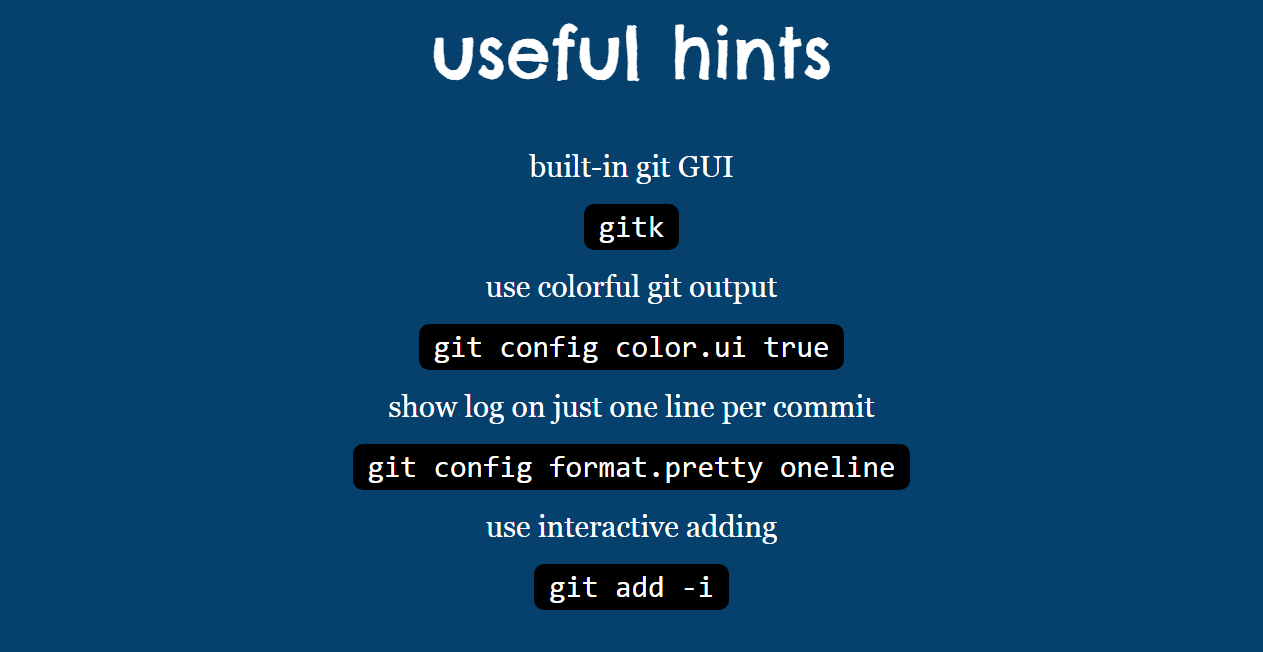 useful hints
built-in git GUI
gitk
use colorful git output
git config color.ui true
show log on just one line per commit
git config format.pretty oneline
use interactive adding
git add -i